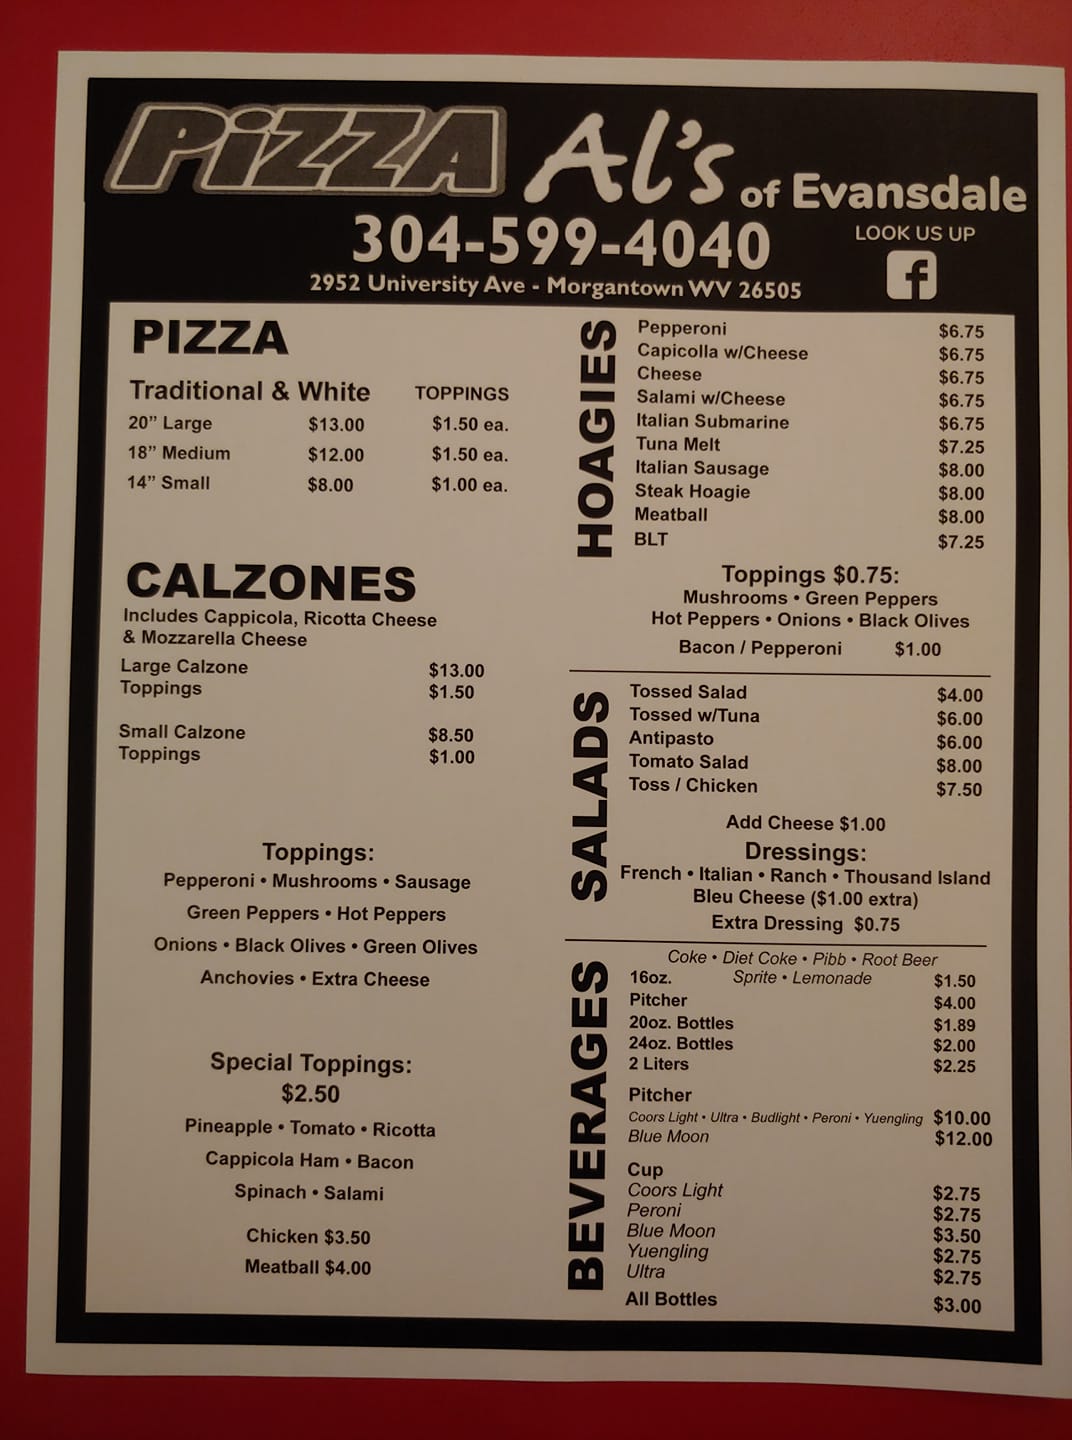 PiZZA Al's of Evansdale
304-599-4040
LOOK US UP
f
2952 University Ave - Morgantown WV 26505
PIZZA
Traditional & White TOPPINGS
20” Large $13.00 $1.50 ea.
18” Medium $12.00 $1.50 ea.
14” Small $8.00 $1.00 ea.
CALZONES
Includes Cappicola, Ricotta Cheese
& Mozzarella Cheese
Large Calzone $13.00
Toppings $1.50
Small Calzone $8.50
Toppings $1.00
Toppings:
Pepperoni • Mushrooms • Sausage
Green Peppers • Hot Peppers
Onions • Black Olives • Green Olives
Anchovies • Extra Cheese
Special Toppings:
$2.50
Pineapple • Tomato • Ricotta
Cappicola Ham • Bacon
Spinach • Salami
Chicken $3.50
Meatball $4.00
HOAGIES
Pepperoni $6.75
Capicolla w/Cheese $6.75
Cheese $6.75
Salami w/Cheese $6.75
Italian Submarine $6.75
Tuna Melt $7.25
Italian Sausage $8.00
Steak Hoagie $8.00
Meatball $8.00
BLT $7.25
Toppings $0.75:
Mushrooms • Green Peppers
Hot Peppers • Onions • Black Olives
Bacon / Pepperoni $1.00
SALADS
Tossed Salad $4.00
Tossed w/Tuna $6.00
Antipasto $6.00
Tomato Salad $8.00
Toss / Chicken $7.50
Add Cheese $1.00
Dressings:
French • Italian • Ranch • Thousand Island
Bleu Cheese ($1.00 extra)
Extra Dressing $0.75
BEVERAGES
Coke • Diet Coke • Pibb • Root Beer
16oz. Sprite • Lemonade $1.50
Pitcher $4.00
20oz. Bottles $1.89
24oz. Bottles $2.00
2 Liters $2.25
Pitcher
Coors Light • Ultra • Budlight • Peroni • Yuengling $10.00
Blue Moon $12.00
Cup
Coors Light $2.75
Peroni $2.75
Blue Moon $3.50
Yuengling $2.75
Ultra $2.75
All Bottles $3.00